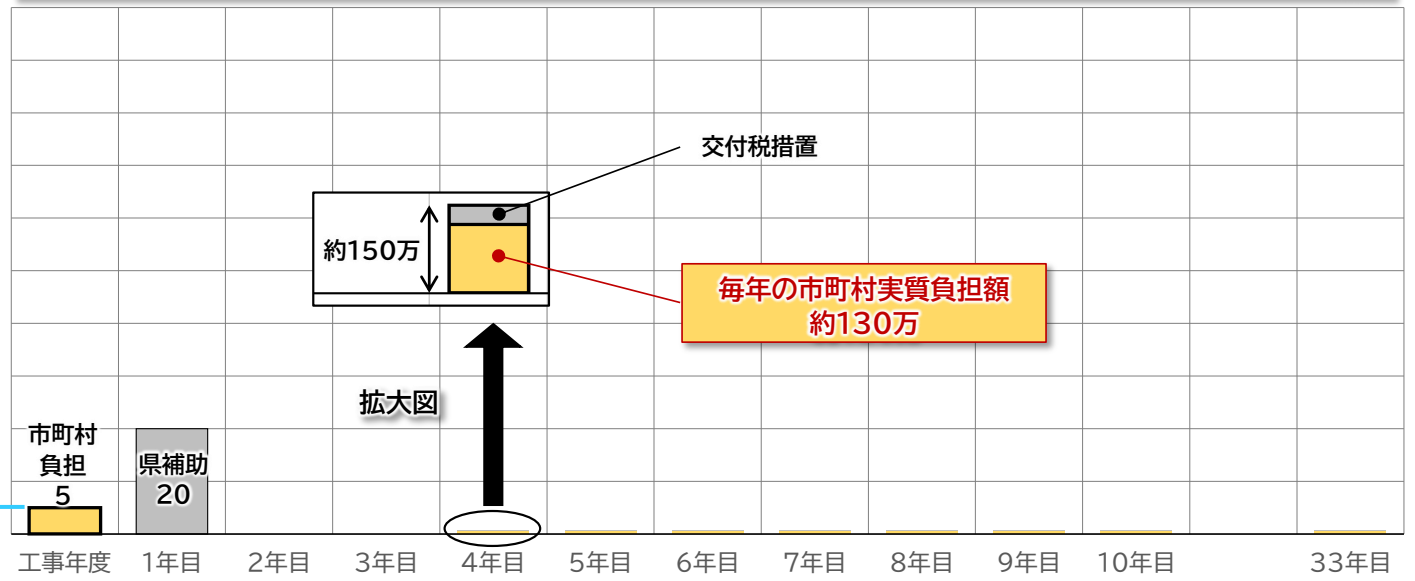 交付税措置
約150万
毎年の市町村実質負担額
約130万
拡大図
市町村
負担
5
県補助
20
工事年度 1年目 2年目 3年目 4年目 5年目 6年目 7年目 8年目 9年目 10年目 33年目